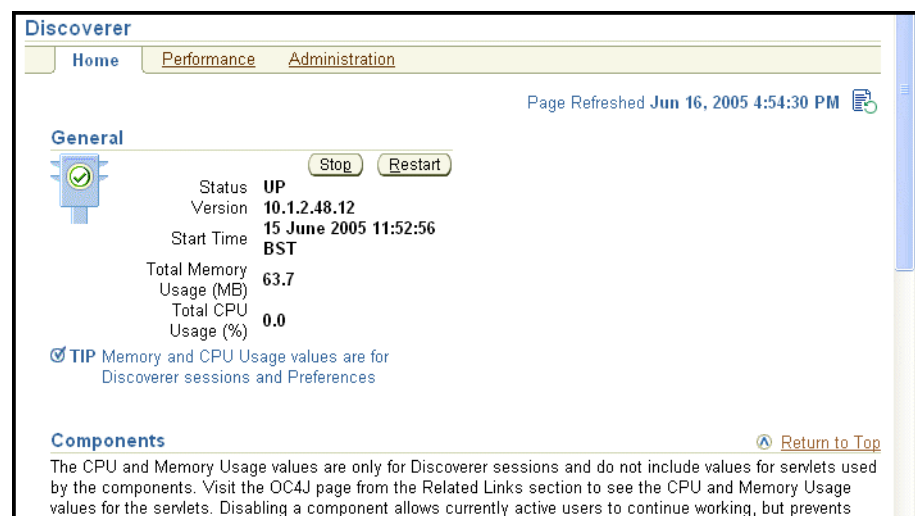 Discoverer
Home Performance Administration
Page Refreshed Jun 16, 2005 4:54:30 PM
General
Stop Restart
Status UP
Version 10.1.2.48.12
Start Time 15 June 2005 11:52:56
BST
Total Memory
Usage (MB) 63.7
Total CPU
Usage (%) 0.0
TIP Memory and CPU Usage values are for
Discoverer sessions and Preferences
Components Return to Top
The CPU and Memory Usage values are only for Discoverer sessions and do not include values for servlets used
by the components. Visit the OC4J page from the Related Links section to see the CPU and Memory Usage
values for the servlets. Disabling a component allows currently active users to continue working, but prevents